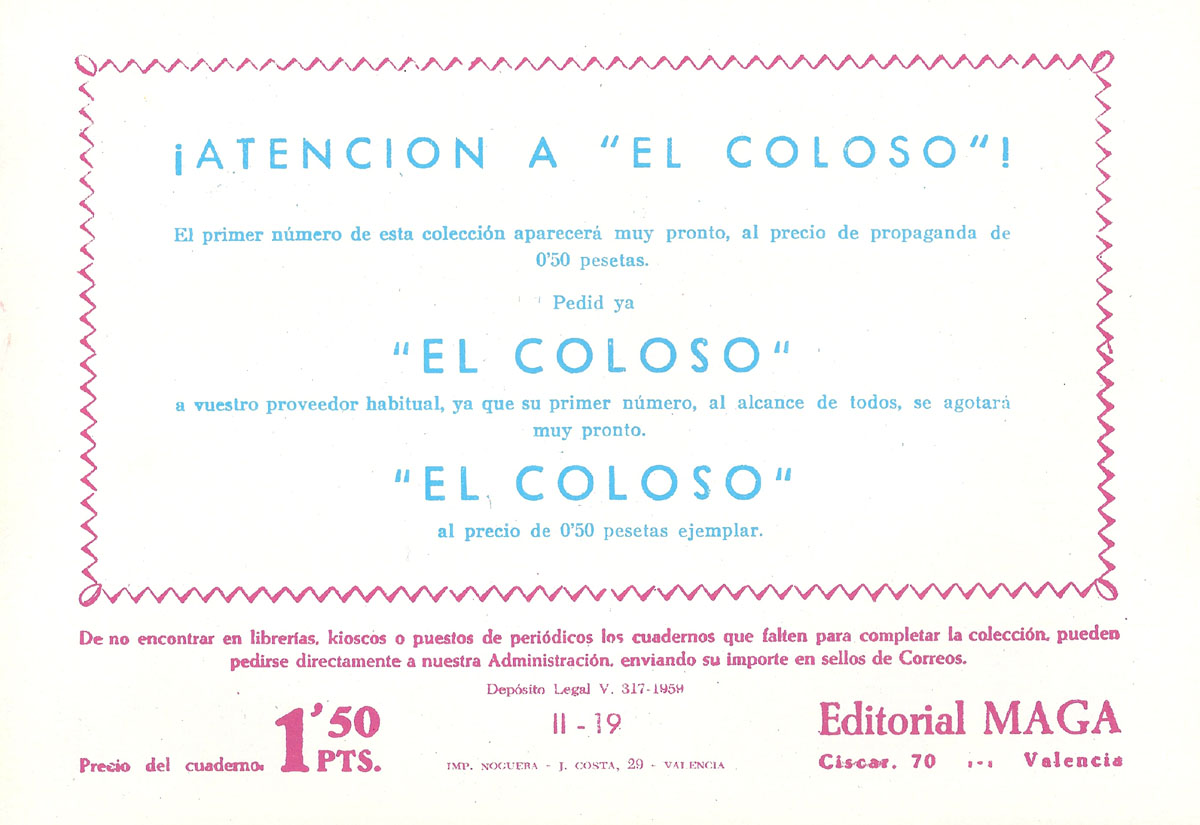 ¡ATENCION A "EL COLOSO"!
El primer número de esta colección aparecerá muy pronto, al precio de propaganda de
0'50 pesetas.
Pedid ya
"EL COLOSO"
a vuestro proveedor habitual, ya que su primer número, al alcance de todos, se agotará
muy pronto.
"EL COLOSO"
al precio de 0'50 pesetas ejemplar.
De no encontrar en librerías, kioscos o puestos de periódicos los cuadernos que falten para completar la colección, pueden
pedirse directamente a nuestra Administración, enviando su importe en sellos de Correos.
Depósito Legal V. 317-1959
Precio del cuaderno: 1'50 PTS.
II - 19
IMP. NOGUERA - J. COSTA, 29 - VALENCIA
Editorial MAGA
Ciscar, 70 :-: Valencia